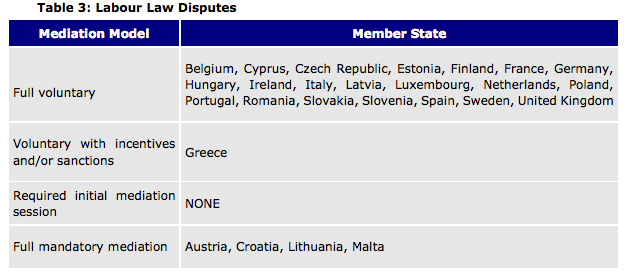 Table 3: Labour Law Disputes
Mediation Model Member State
Full voluntary
Belgium, Cyprus, Czech Republic, Estonia, Finland, France, Germany,
Hungary, Ireland, Italy, Latvia, Luxembourg, Netherlands, Poland,
Portugal, Romania, Slovakia, Slovenia, Spain, Sweden, United Kingdom
Voluntary with incentives
and/or sanctions
Greece
Required initial mediation
session
NONE
Full mandatory mediation
Austria, Croatia, Lithuania, Malta